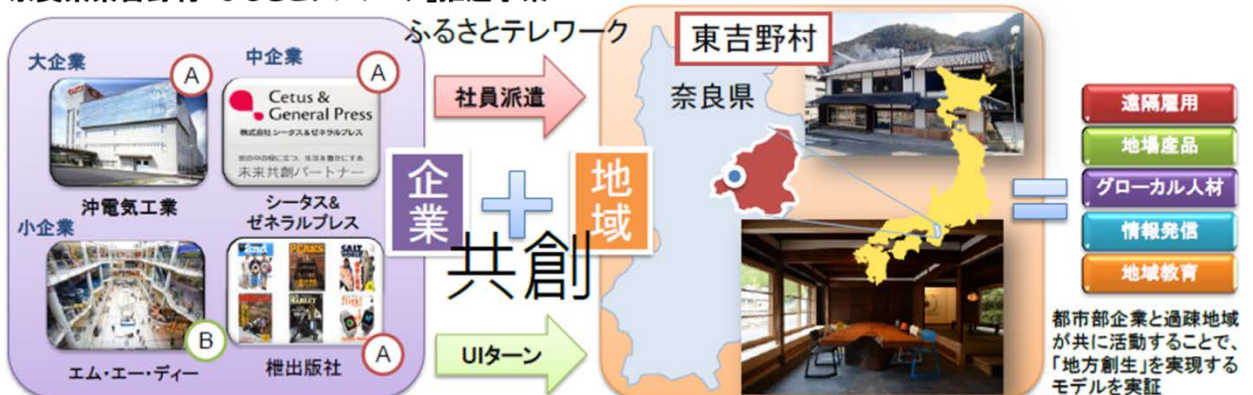 ふるさとテレワーク
大企業
A
中企業
A
Cetus &
General Press
株式会社 シータス&ゼネラルプレス
未来共創パートナー
沖電気工業
シータス&
ゼネラルプレス
小企業
B
エム・エー・ディー
2nd
PEAKS
SALT
A
枻出版社
社員派遣
企業
+
地域
共創
UIターン
東吉野村
奈良県
=
遠隔雇用
地場産品
グローカル人材
情報発信
地域教育
都市部企業と過疎地域
が共に活動することで、
「地方創生」を実現する
モデルを実証